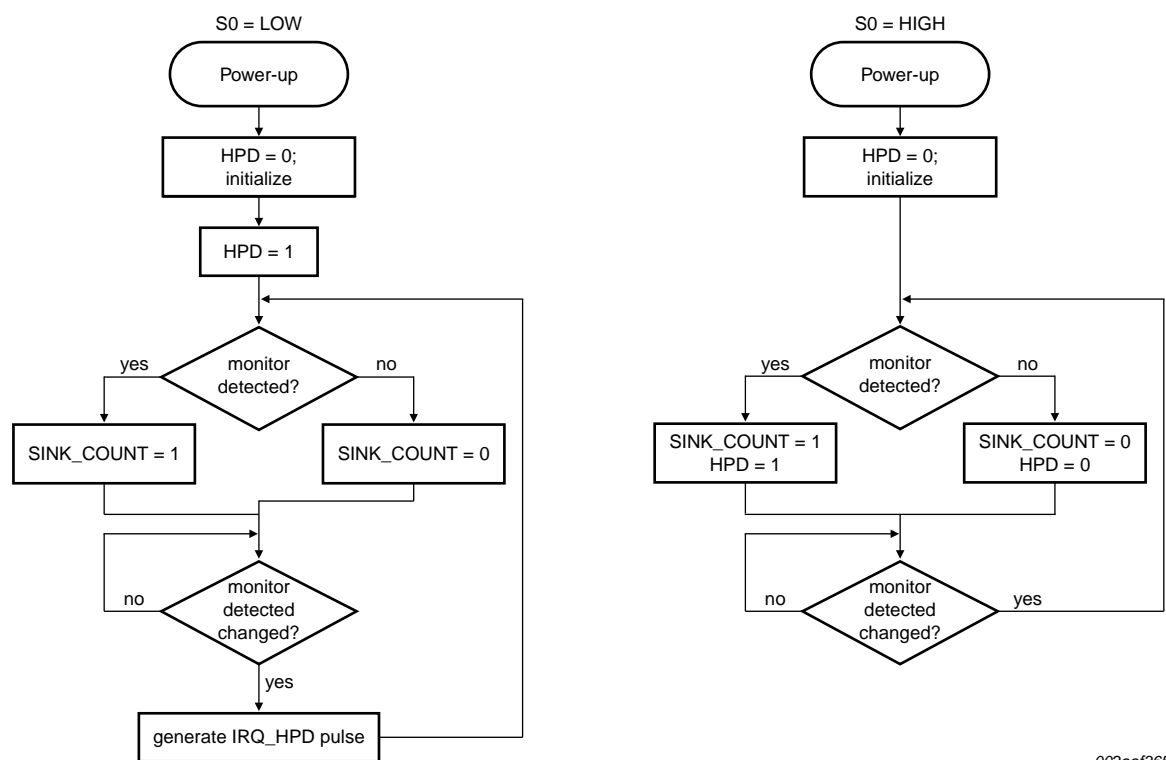 S0 = LOW
Power-up
HPD = 0;
initialize
HPD = 1
monitor
detected?
yes
no
SINK_COUNT = 1
SINK_COUNT = 0
monitor
detected
changed?
no
yes
generate IRQ_HPD pulse
S0 = HIGH
Power-up
HPD = 0;
initialize
monitor
detected?
yes
no
SINK_COUNT = 1
HPD = 1
SINK_COUNT = 0
HPD = 0
monitor
detected
changed?
no
yes